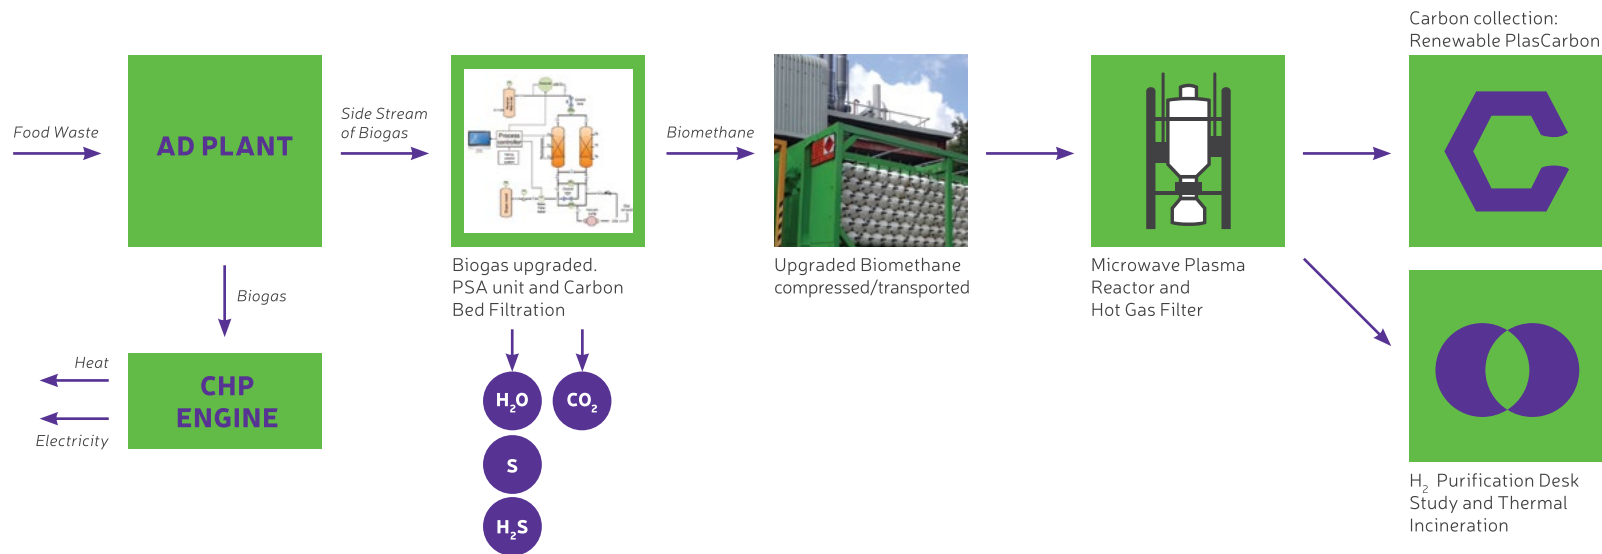 Carbon collection:
Renewable PlasCarbon
Food Waste
AD PLANT
Side Stream
of Biogas
Biomethane
Process
controller
Biogas upgraded.
PSA unit and Carbon
Bed Filtration
Upgraded Biomethane
compressed/transported
Microwave Plasma
Reactor and
Hot Gas Filter
Biogas
Heat
CHP
ENGINE
Electricity
H₂O
CO₂
S
H₂S
H₂ Purification Desk
Study and Thermal
Incineration